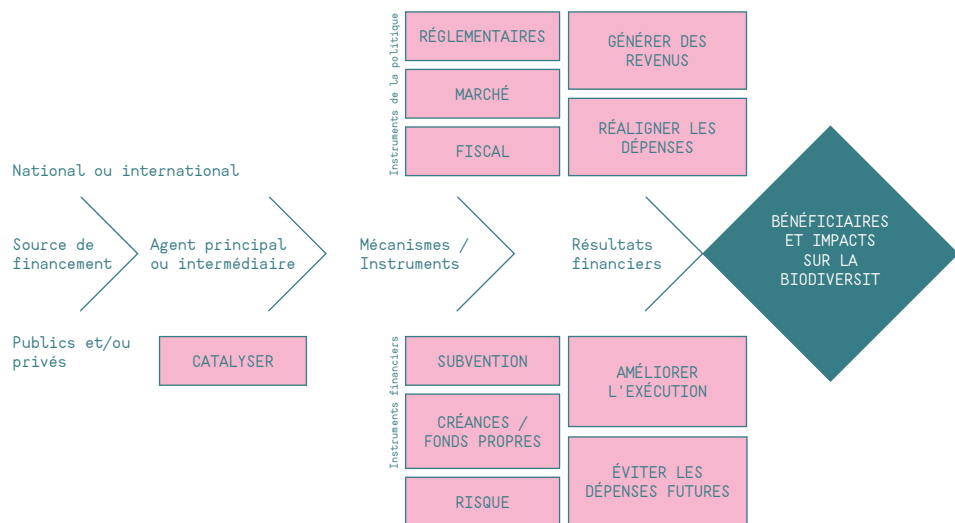 Instruments de la politique
RÉGLEMENTAIRES
MARCHÉ
FISCAL
GÉNÉRER DES
REVENUS
RÉALIGNER LES
DÉPENSES
National ou international
Source de
financement
Agent principal
ou intermédiaire
Mécanismes /
Instruments
Résultats
financiers
BÉNÉFICIAIRES
ET IMPACTS
SUR LA
BIODIVERSIT
Publics et/ou
privés
CATALYSER
Instruments financiers
SUBVENTION
CRÉANCES /
FONDS PROPRES
RISQUE
AMÉLIORER
L'EXÉCUTION
ÉVITER LES
DÉPENSES FUTURES